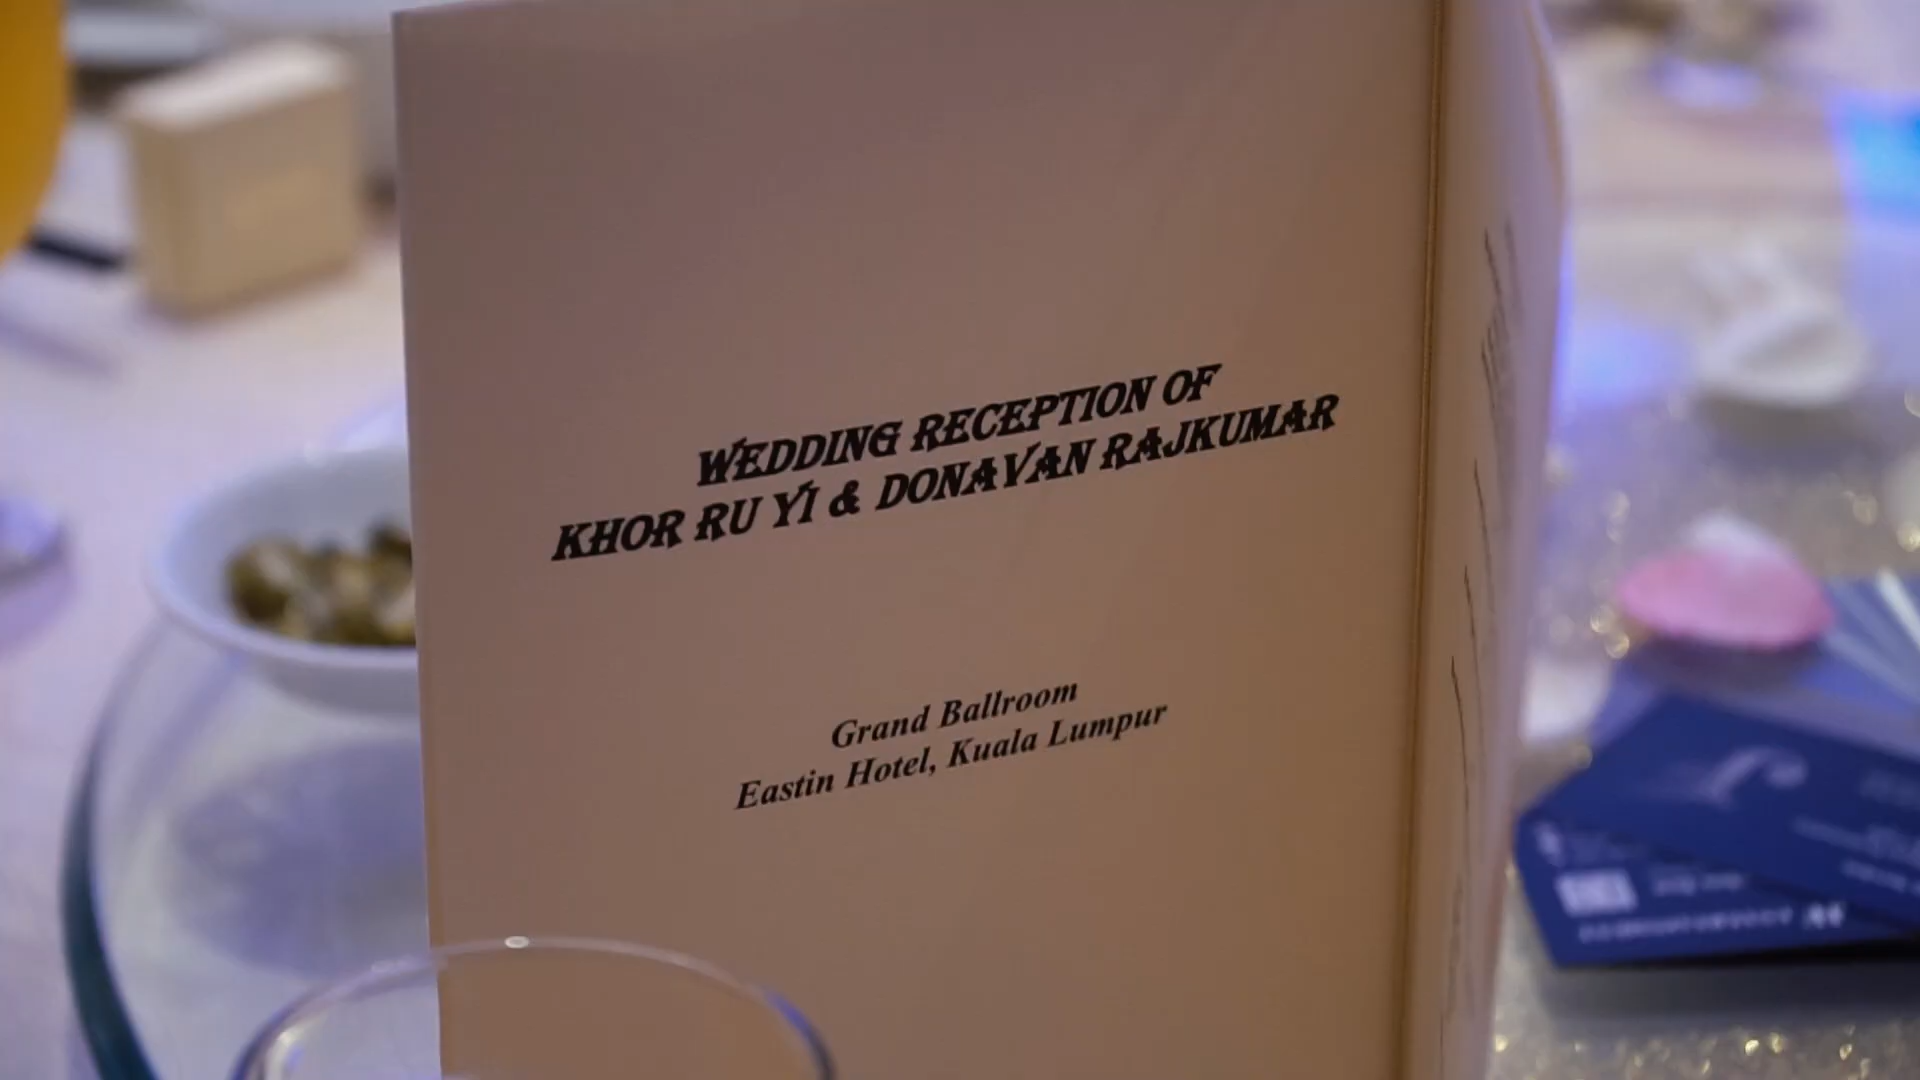 WEDDING RECEPTION OF
KHOR RU YI & DONAVAN RAJKUMAR
Grand Ballroom
Eastin Hotel, Kuala Lumpur